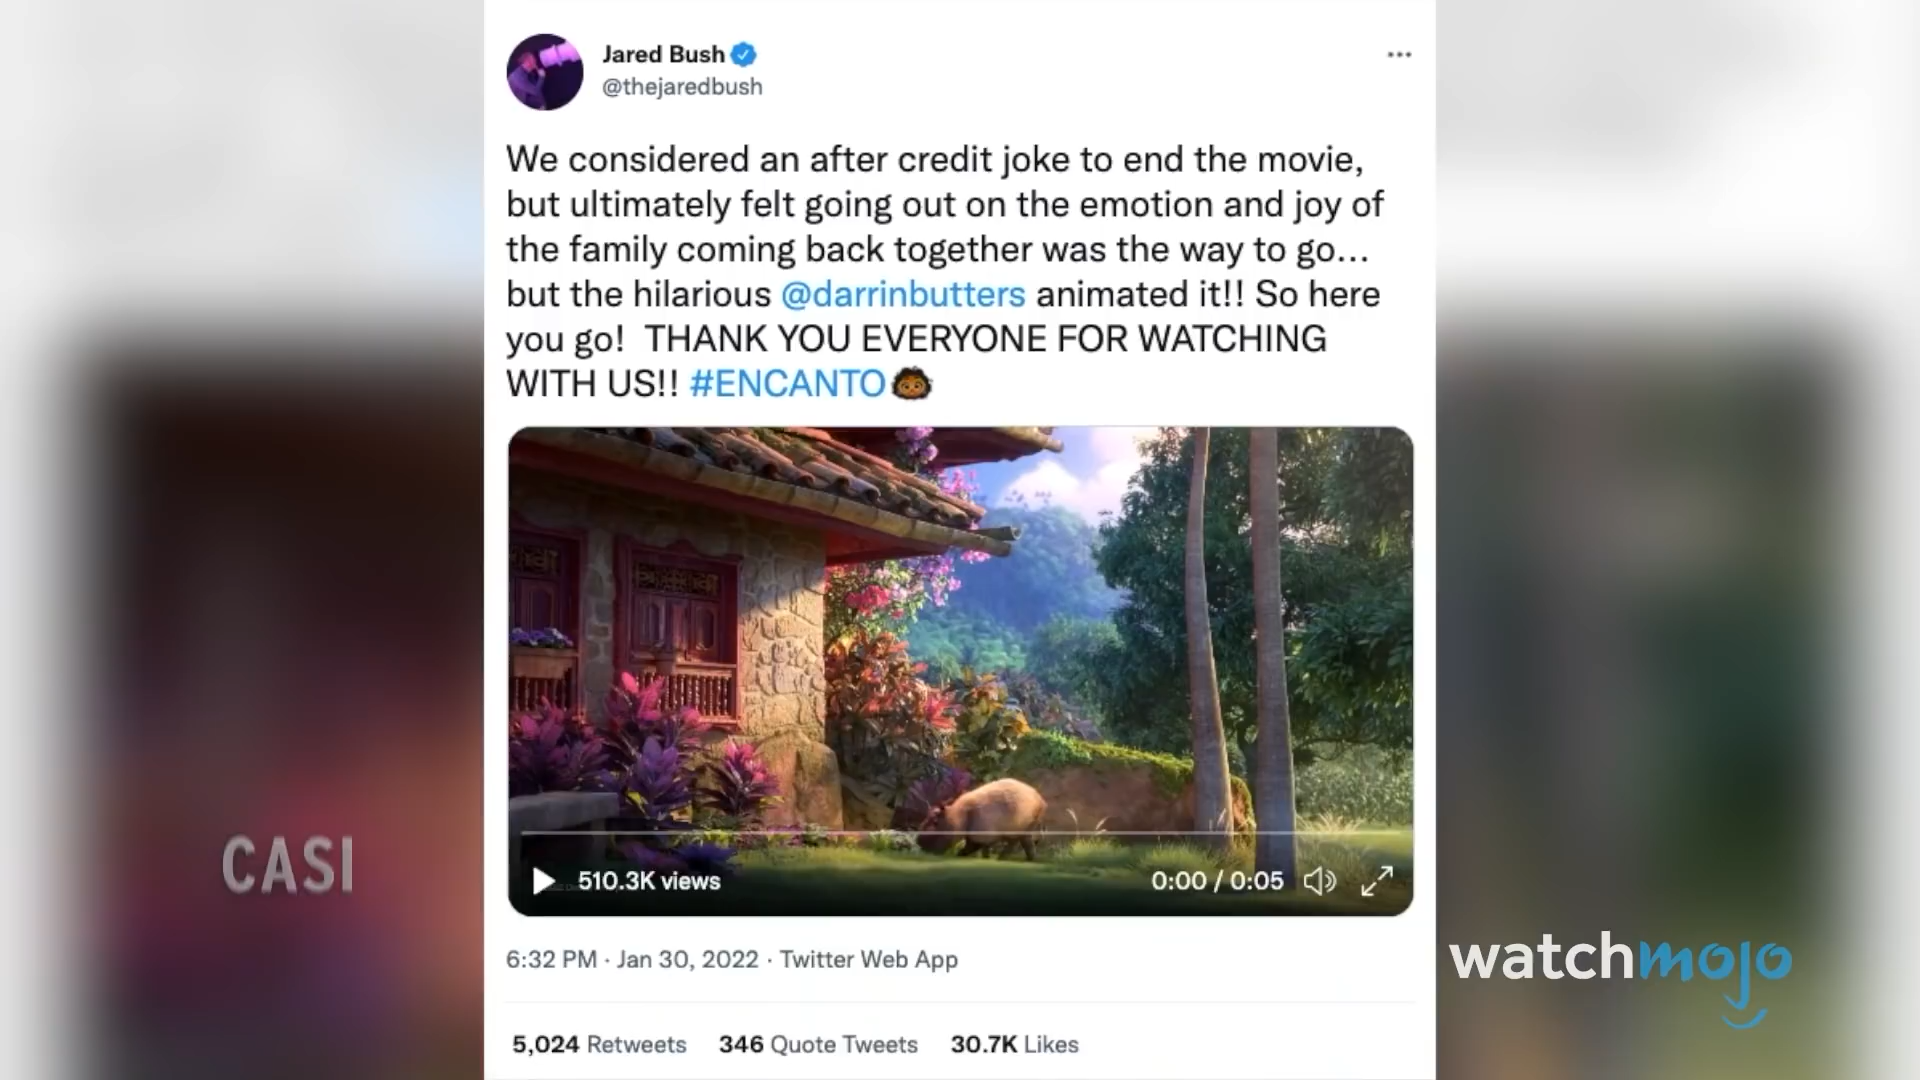 Jared Bush
@thejaredbush
We considered an after credit joke to end the movie,
but ultimately felt going out on the emotion and joy of
the family coming back together was the way to go...
but the hilarious @darrinbutters animated it!! So here
you go!  THANK YOU EVERYONE FOR WATCHING
WITH US!! #ENCANTO
510.3K views
0:00 / 0:05
6:32 PM · Jan 30, 2022 · Twitter Web App
5,024 Retweets 346 Quote Tweets 30.7K Likes
CASI
watchmojo